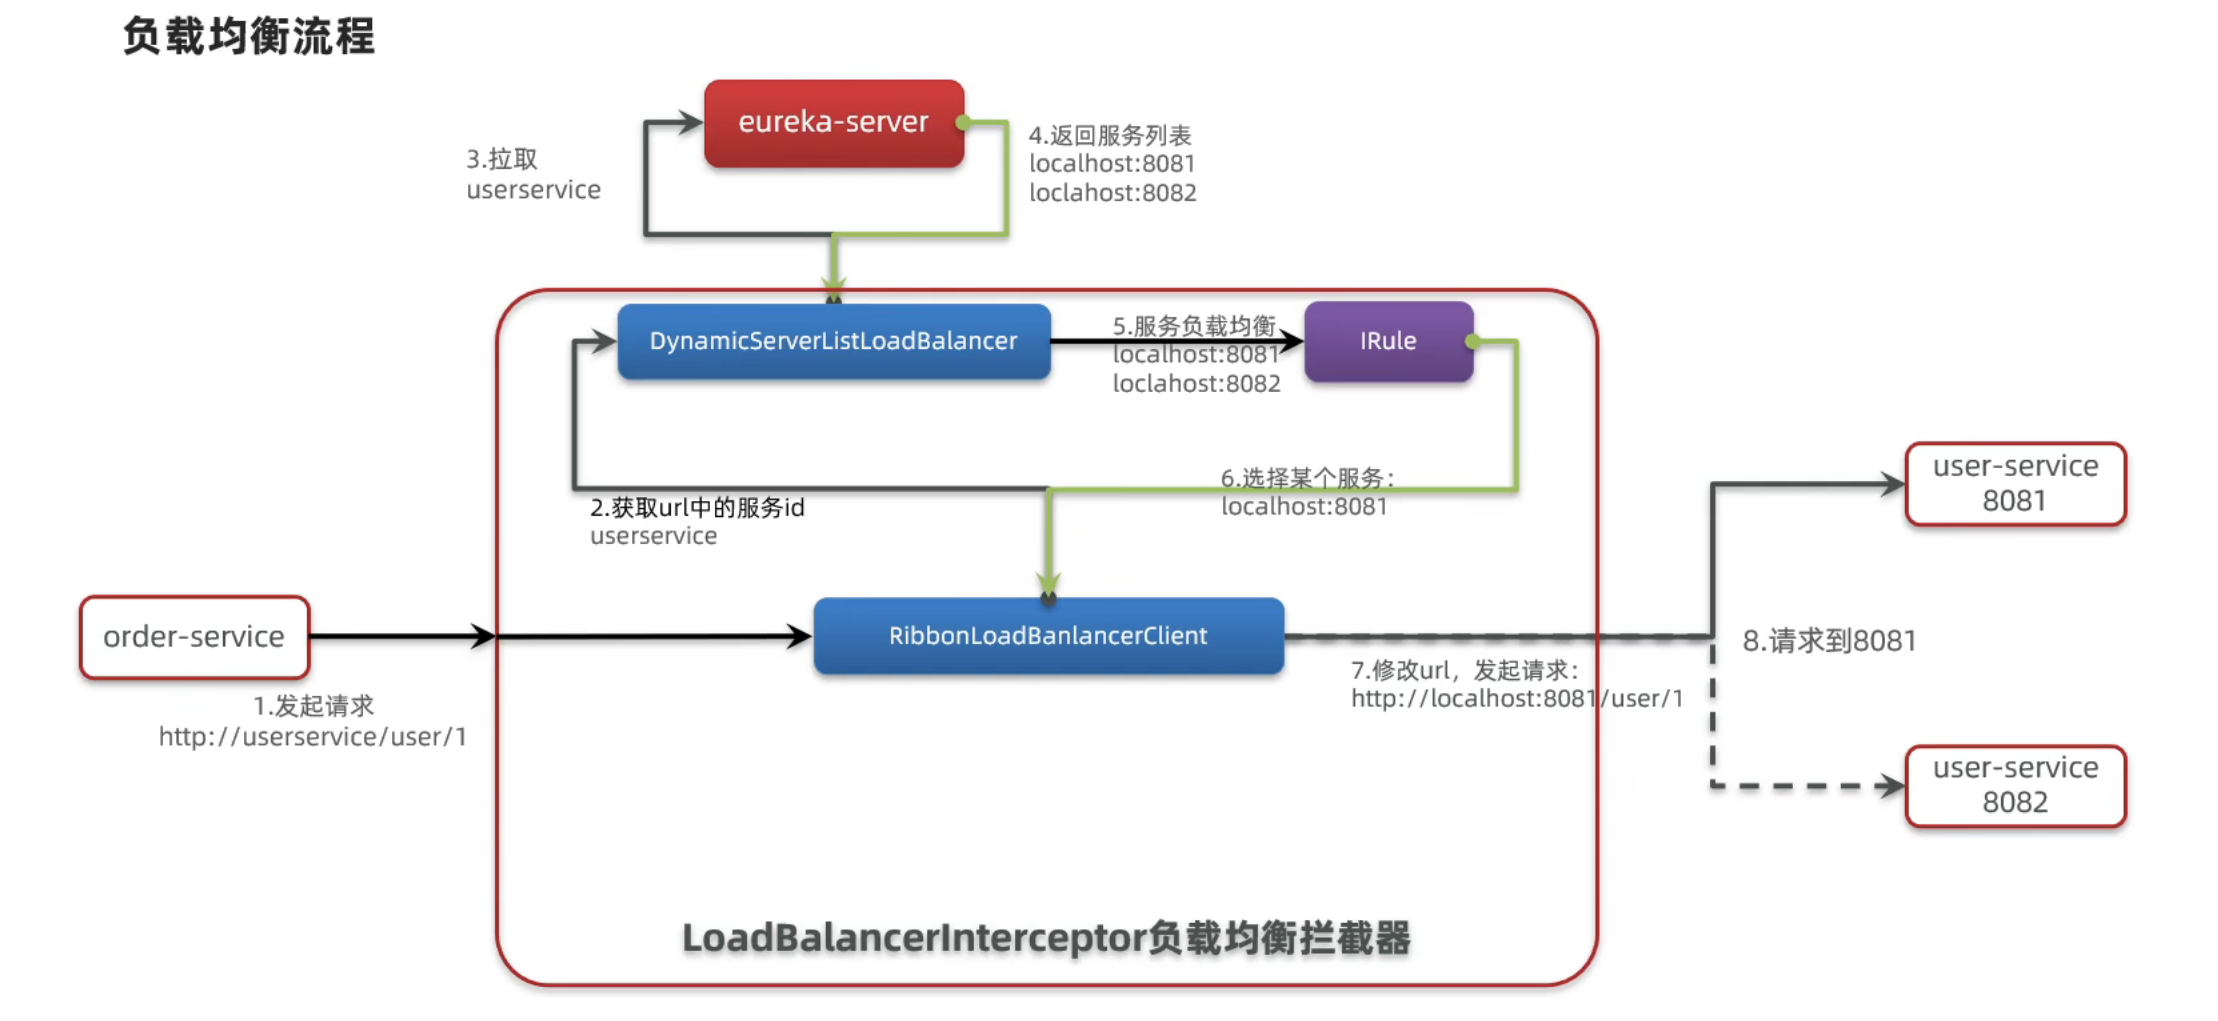 负载均衡流程
eureka-server
3.拉取
userservice
4.返回服务列表
localhost:8081
loclahost:8082
DynamicServerListLoadBalancer
5.服务负载均衡
localhost:8081
loclahost:8082
IRule
2.获取url中的服务id
userservice
6.选择某个服务：
localhost:8081
user-service
8081
order-service
1.发起请求
http://userservice/user/1
RibbonLoadBanlancerClient
7.修改url，发起请求：
http://localhost:8081/user/1
8.请求到8081
user-service
8082
LoadBalancerInterceptor负载均衡拦截器